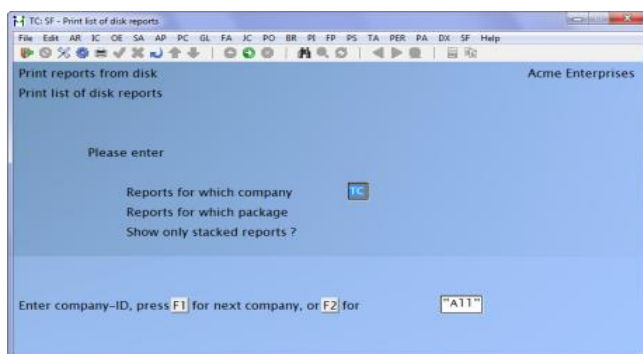 TC: SF - Print list of disk reports
File Edit AR IC OE SA AP PC GL FA JC PO BR PI FP PS TA PER PA DX SF Help
Print reports from disk Acme Enterprises
Print list of disk reports
Please enter
Reports for which company TC
Reports for which package
Show only stacked reports ?
Enter company-ID, press F1 for next company, or F2 for "All"